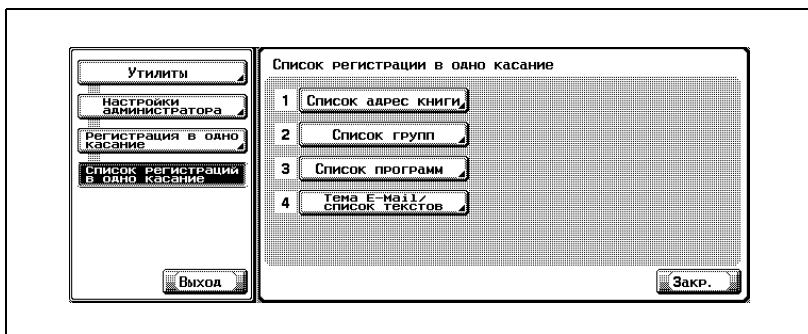 Утилиты
Настройки
администратора
Регистрация в одно
касание
Список регистраций
в одно касание
Выход
Список регистрации в одно касание
1 Список адрес книги
2 Список групп
3 Список программ
4 Тема E-Mail/
список текстов
Закр.